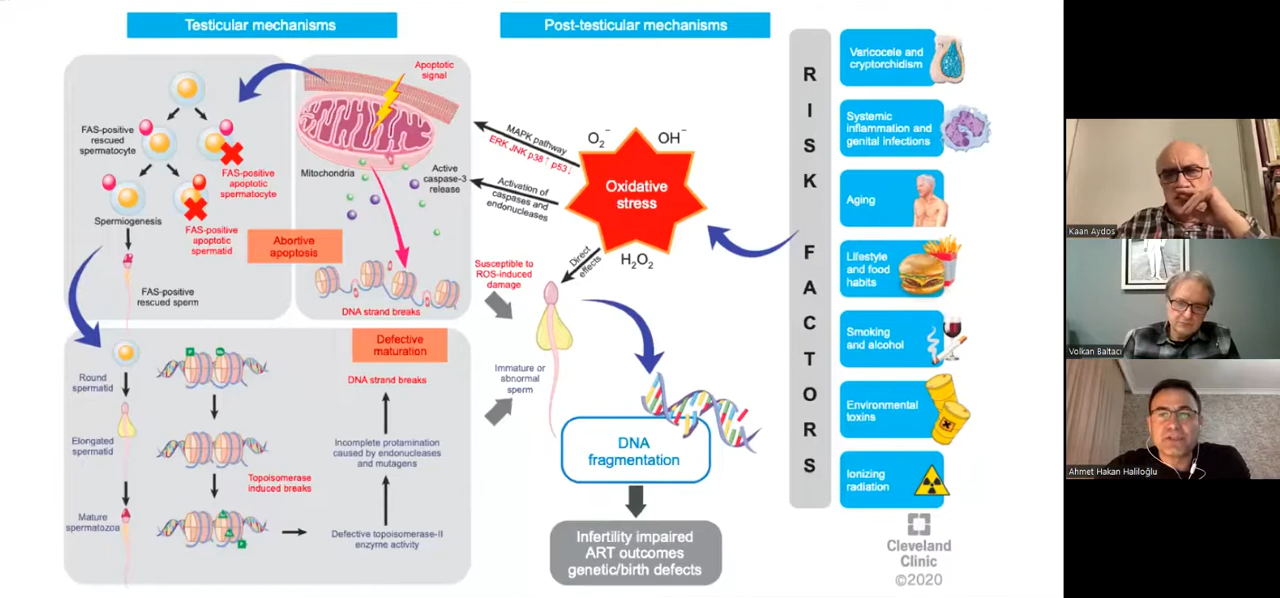 Testicular mechanisms
Post-testicular mechanisms
FAS-positive
rescued
spermatocyte
FAS-positive
apoptotic
spermatocyte
Spermiogenesis
FAS-positive
apoptotic
spermatid
FAS-positive
rescued sperm
Apoptotic
signal
Mitochondria
Active
caspase-3
release
Abortive
apoptosis
DNA strand breaks
MAPK pathway
ERK JNK p38↑ p53↓
Activation of
caspases and
endonucleases
O₂⁻
OH⁻
Oxidative
stress
H₂O₂
Direct
effects
Susceptible to
ROS-induced
damage
Immature or
abnormal
sperm
Round
spermatid
Elongated
spermatid
Mature
spermatozoa
Topoisomerase
induced breaks
Defective topoisomerase-II
enzyme activity
Incomplete protamination
caused by endonucleases
and mutagens
DNA strand breaks
Defective
maturation
DNA
fragmentation
Infertility impaired
ART outcomes
genetic/birth defects
RISK FACTORS
Varicocele and
cryptorchidism
Systemic
inflammation and
genital infections
Aging
Lifestyle and food
habits
Smoking
and alcohol
Environmental
toxins
Ionizing
radiation
Cleveland
Clinic
©2020
Kaan Aydos
Volkan Baltacı
Ahmet Hakan Haliloğlu